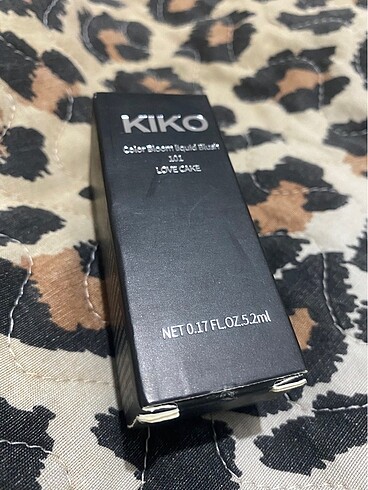 KIKO
Color Bloom liquid Blush
101
LOVE CAKE
NET 0.17 FL.OZ.5.2ml